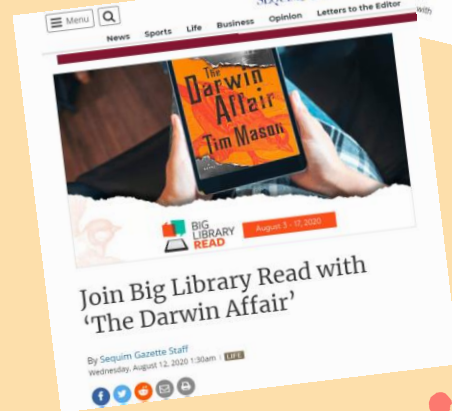 Menu
News Sports Life Business Opinion Letters to the Editor
with
The
Darwin
Affair
Tim Mason
BIG
LIBRARY
READ
August 3 - 17, 2020
Join Big Library Read with
‘The Darwin Affair’
By Sequim Gazette Staff
Wednesday, August 12, 2020 1:30am | LIFE